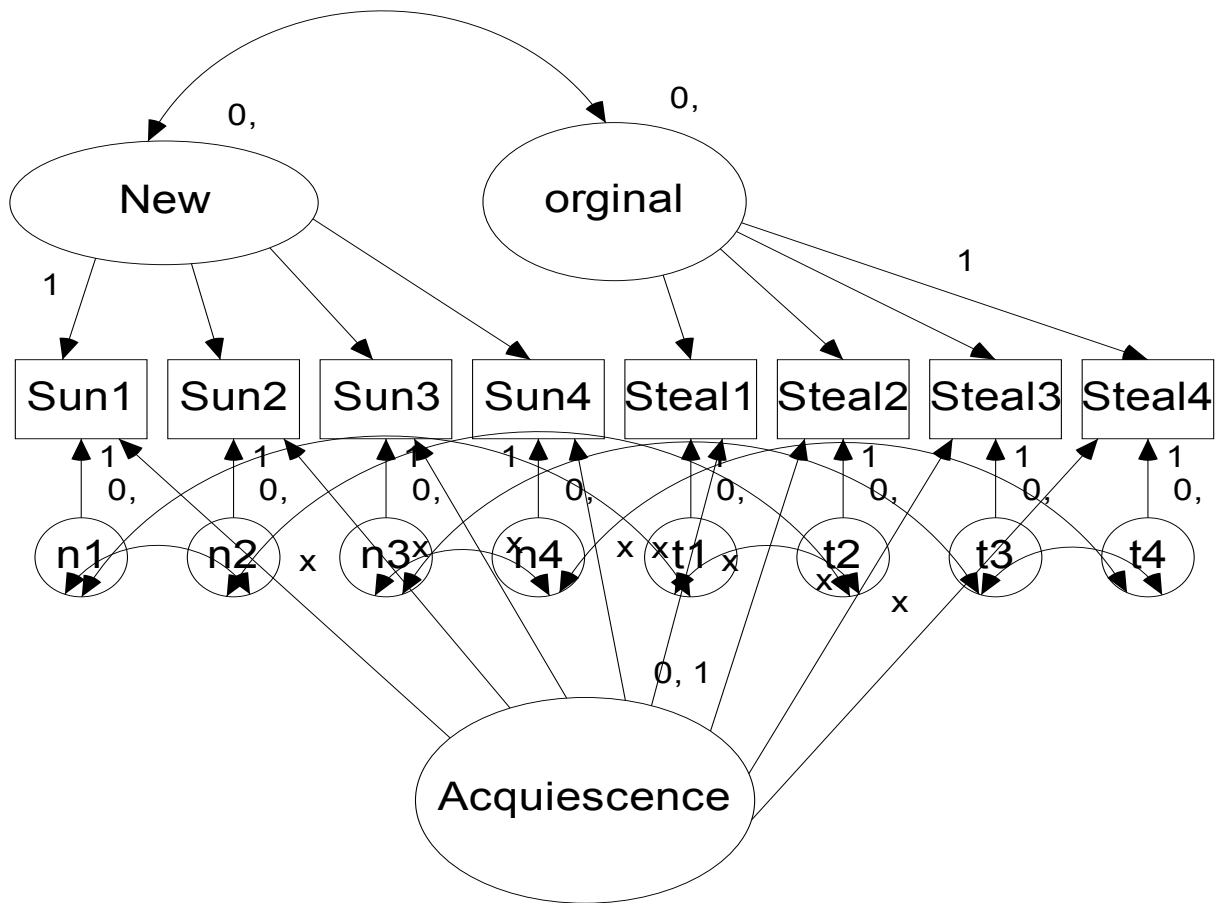 0,
0,
New
orginal
1
1
Sun1 Sun2 Sun3 Sun4 Steal1 Steal2 Steal3 Steal4
1 1 1 1 1 1 1 1
0, 0, 0, 0, 0, 0, 0, 0,
n1 n2 n3 n4 t1 t2 t3 t4
x x x x x x x x
0, 1
Acquiescence